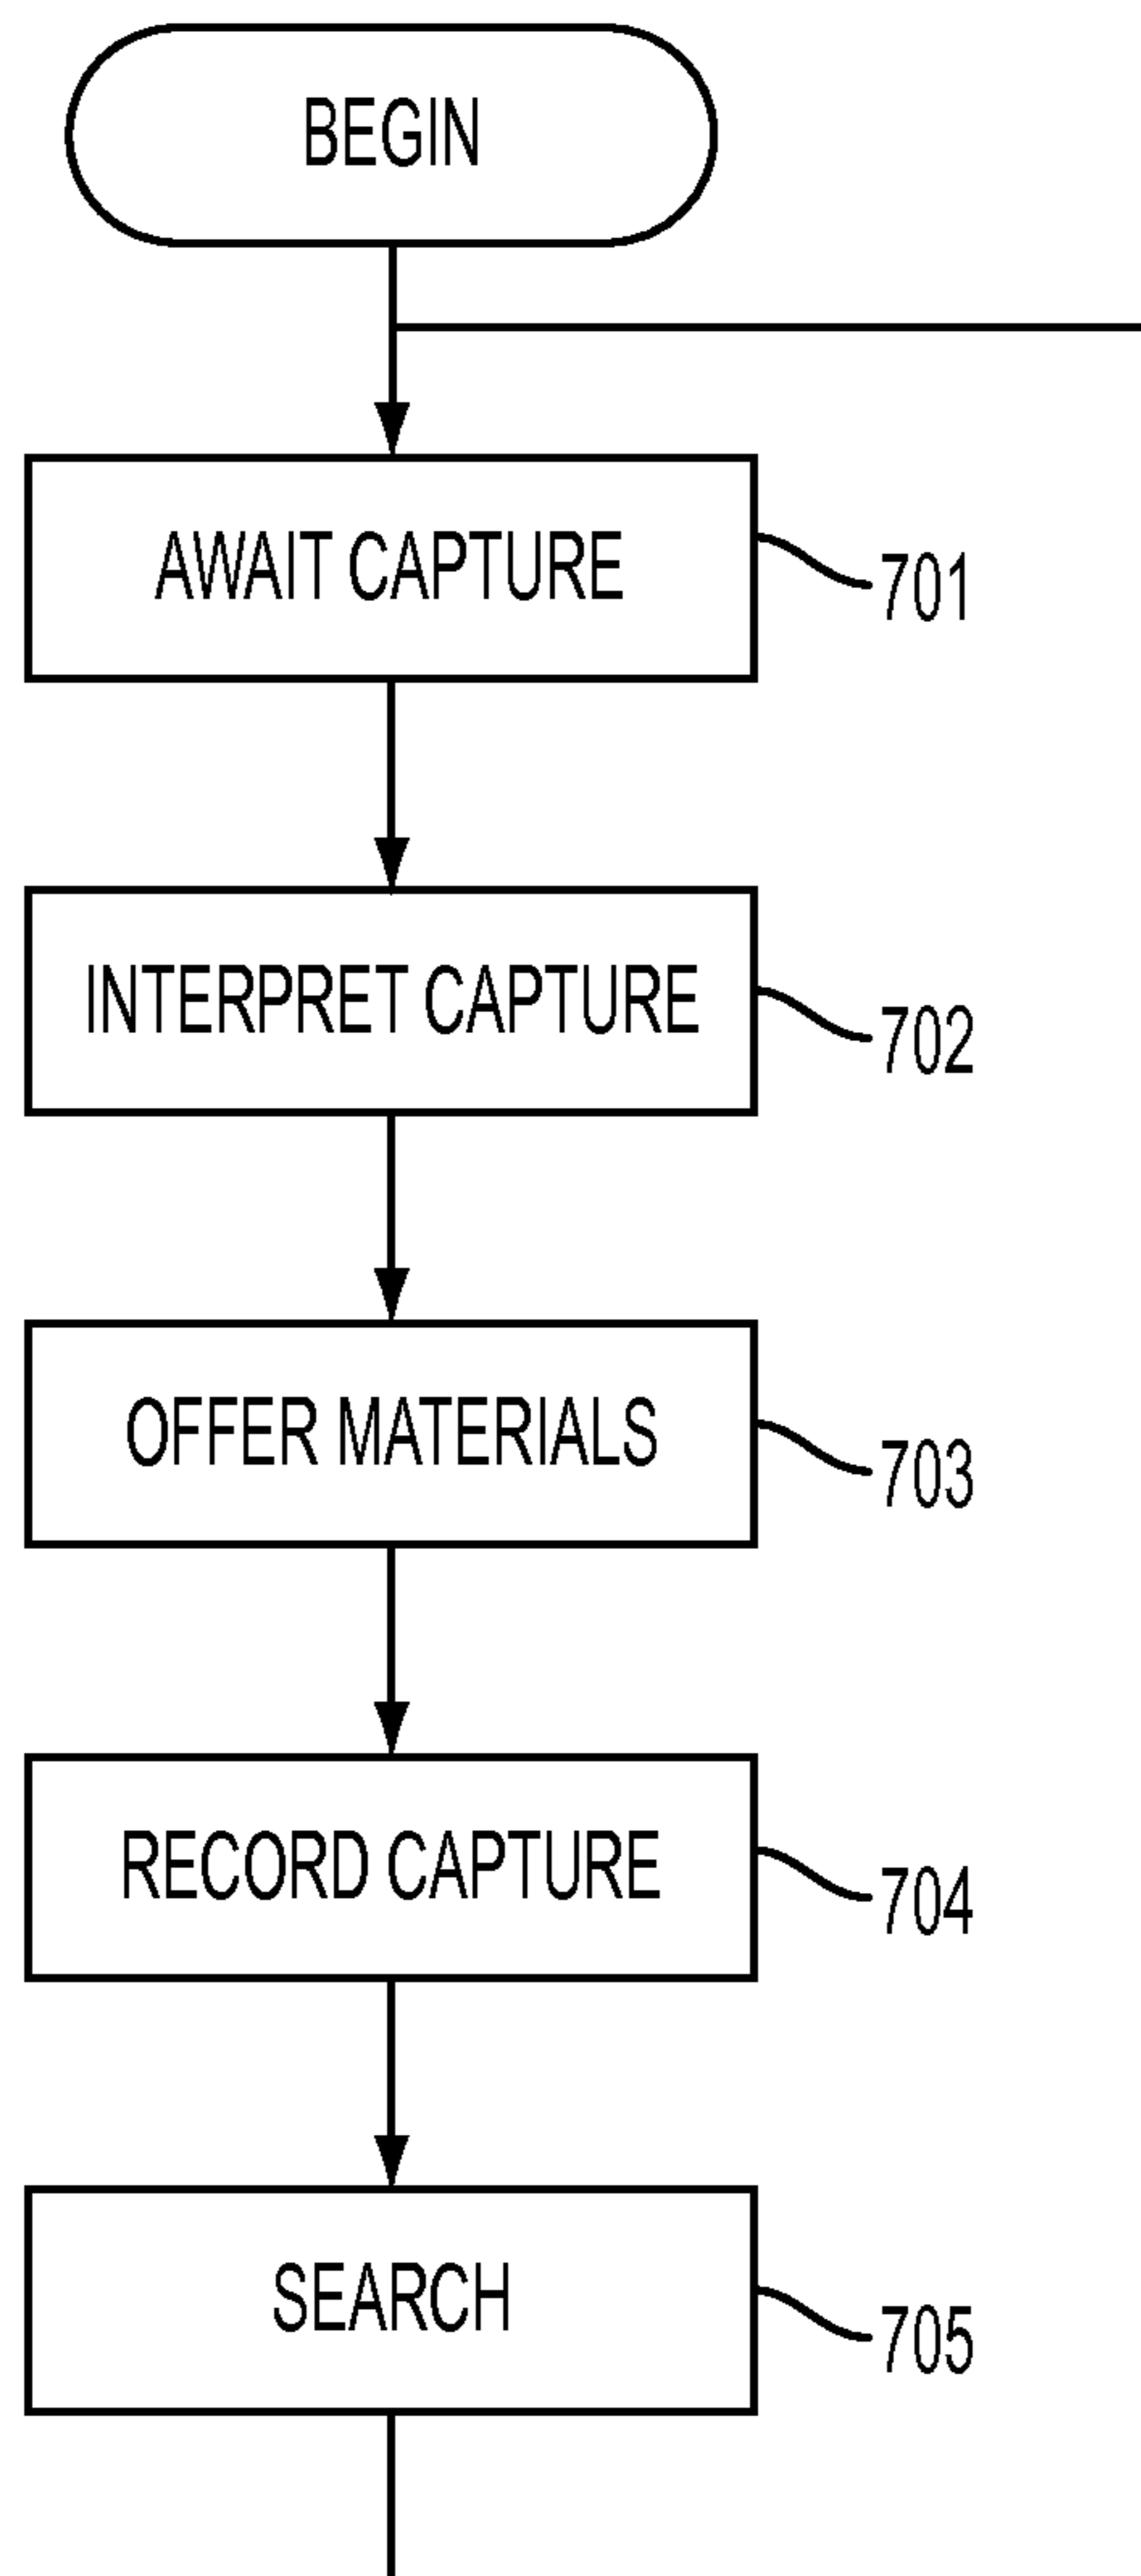 BEGIN
AWAIT CAPTURE
701
INTERPRET CAPTURE
702
OFFER MATERIALS
703
RECORD CAPTURE
704
SEARCH
705